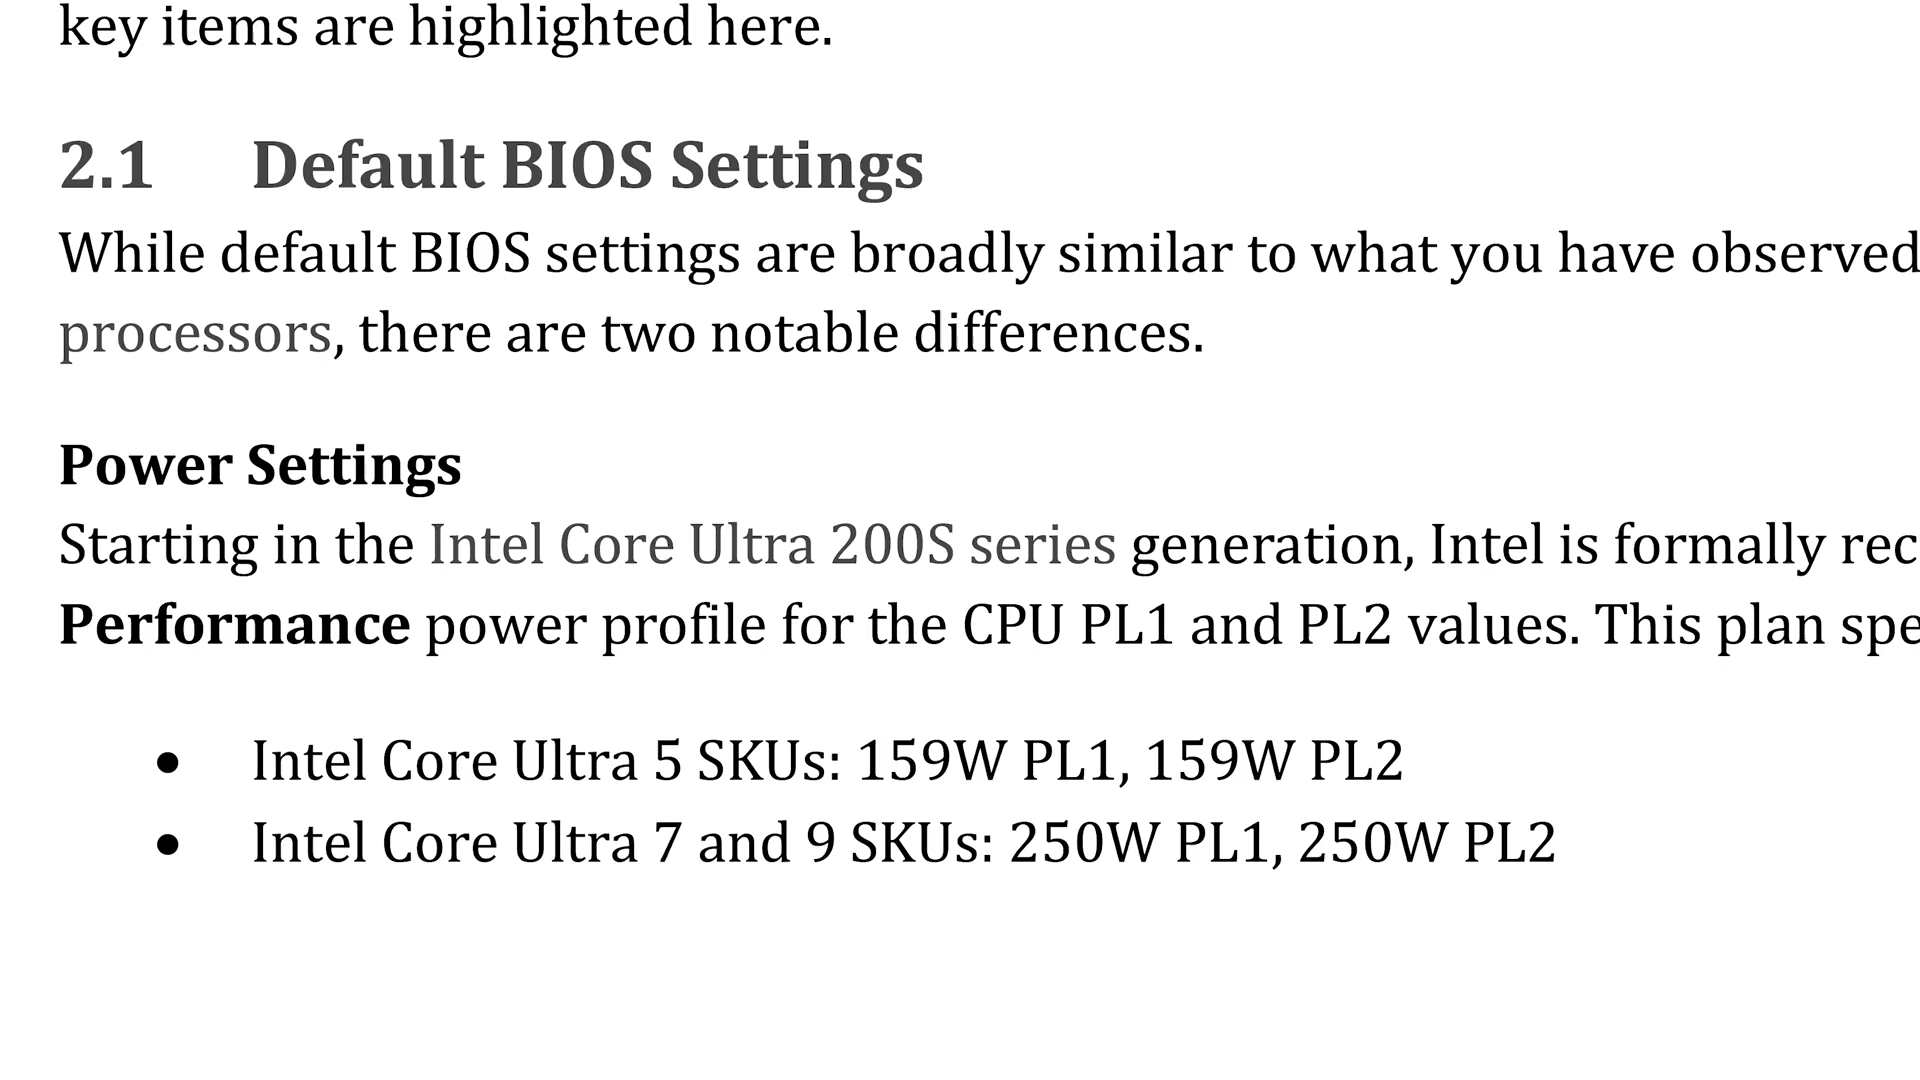 key items are highlighted here.
2.1 Default BIOS Settings
While default BIOS settings are broadly similar to what you have observed
processors, there are two notable differences.
Power Settings
Starting in the Intel Core Ultra 200S series generation, Intel is formally rec
Performance power profile for the CPU PL1 and PL2 values. This plan spe
• Intel Core Ultra 5 SKUs: 159W PL1, 159W PL2
• Intel Core Ultra 7 and 9 SKUs: 250W PL1, 250W PL2